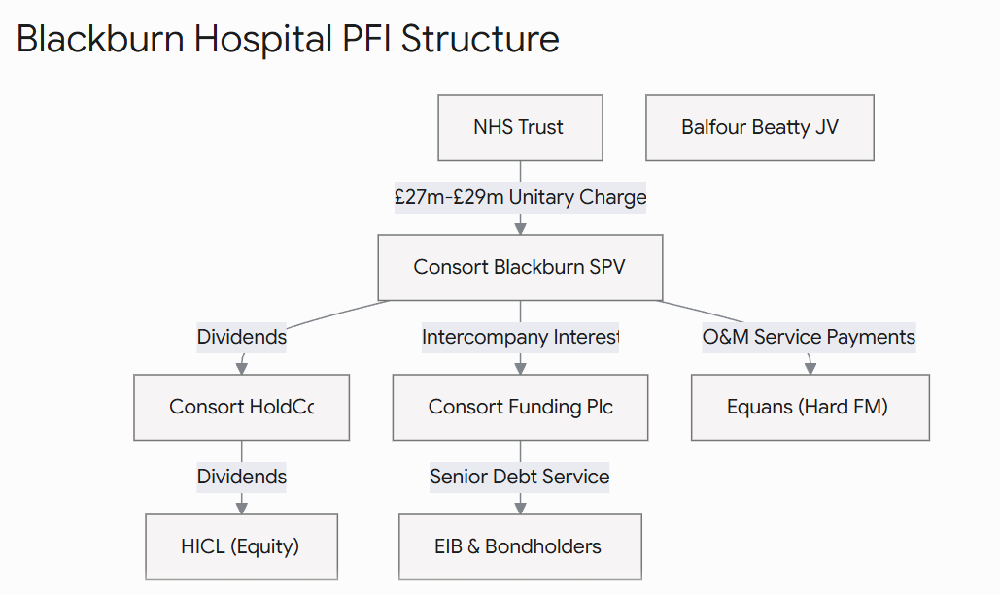 Blackburn Hospital PFI Structure
NHS Trust
Balfour Beatty JV
£27m-£29m Unitary Charge
Consort Blackburn SPV
Dividends
Intercompany Interest
O&M Service Payments
Consort HoldCo
Consort Funding Plc
Equans (Hard FM)
Dividends
Senior Debt Service
HICL (Equity)
EIB & Bondholders